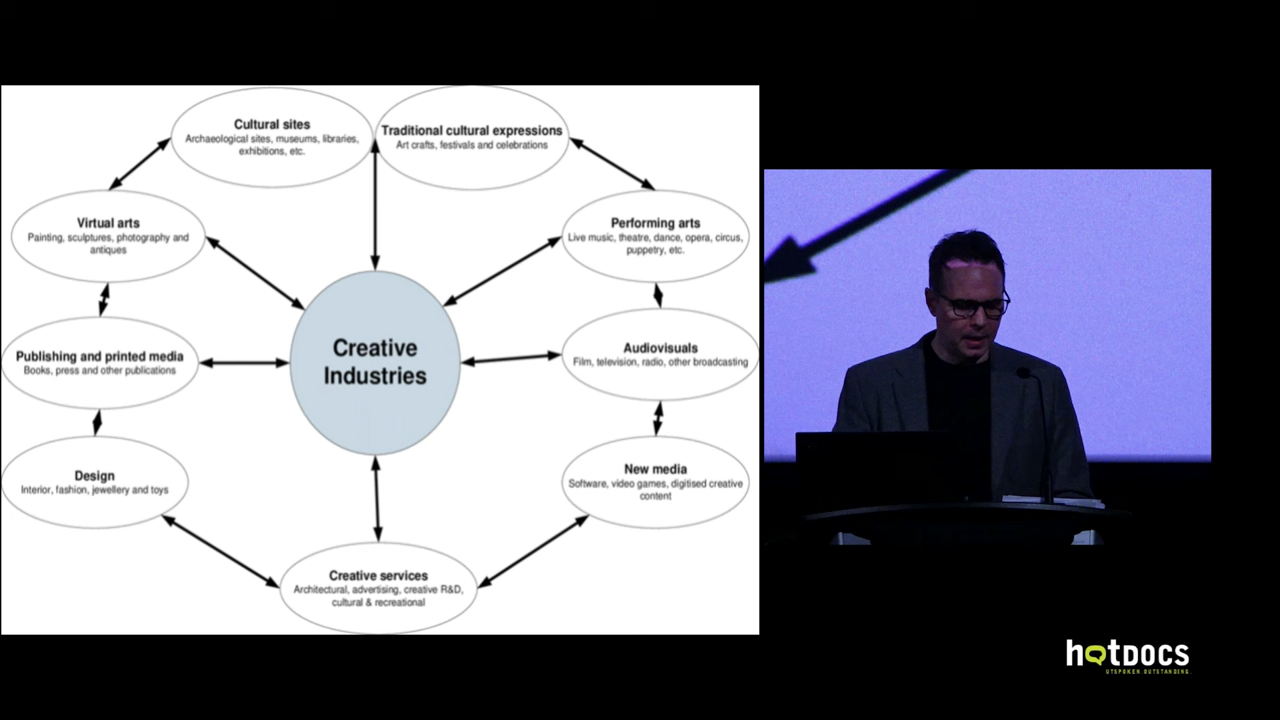 Cultural sites
Archaeological sites, museums, libraries,
exhibitions, etc.
Traditional cultural expressions
Art crafts, festivals and celebrations
Virtual arts
Painting, sculptures, photography and
antiques
Performing arts
Live music, theatre, dance, opera, circus,
puppetry, etc.
Publishing and printed media
Books, press and other publications
Creative
Industries
Audiovisuals
Film, television, radio, other broadcasting
Design
Interior, fashion, jewellery and toys
New media
Software, video games, digitised creative
content
Creative services
Architectural, advertising, creative R&D,
cultural & recreational
hotDOCS
UTSPOKEN OUTSTANDING.